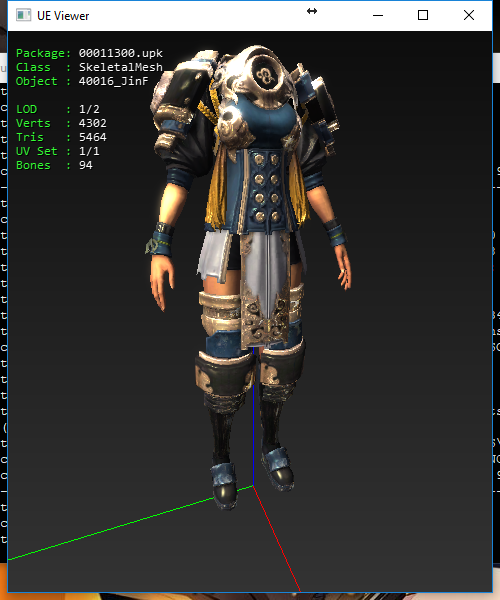 UE Viewer
Package: 00011300.upk
Class : SkeletalMesh
Object : 40016_JinF
LOD : 1/2
Verts : 4302
Tris : 5464
UV Set : 1/1
Bones : 94